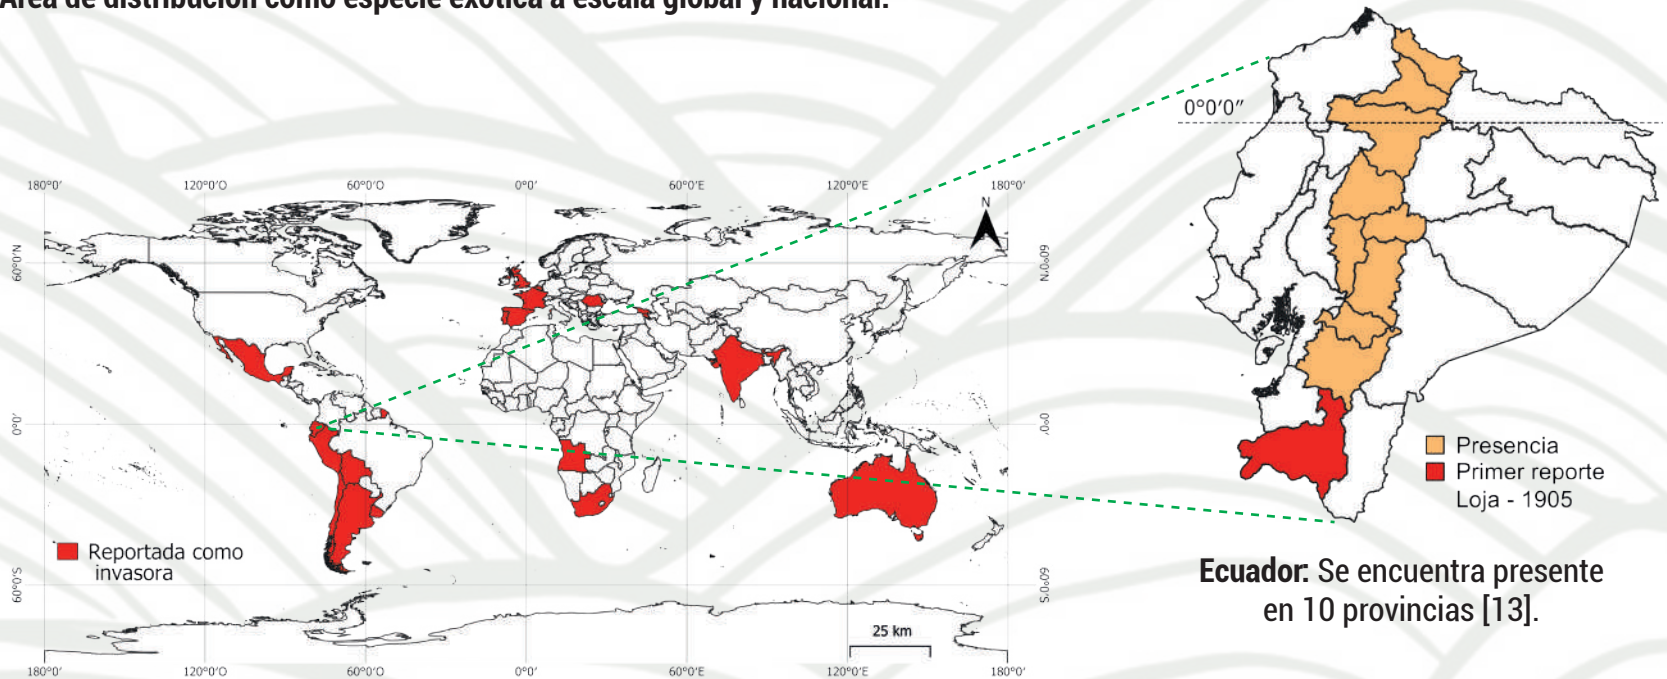 Área de distribución como especie exótica a escala global y nacional.
0°0'0"
180°0' 120°0'0 60°0'O 0°0' 60°0'E 120°0'E 180°0'
N
60°0'N
60°0'N
0°0'
0°0'
60°0'S
60°0'S
Reportada como
invasora
25 km
180°0' 120°0'0 60°0'O 0°0' 60°0'E 120°0'E 180°0'
Presencia
Primer reporte
Loja - 1905
Ecuador: Se encuentra presente
en 10 provincias [13].